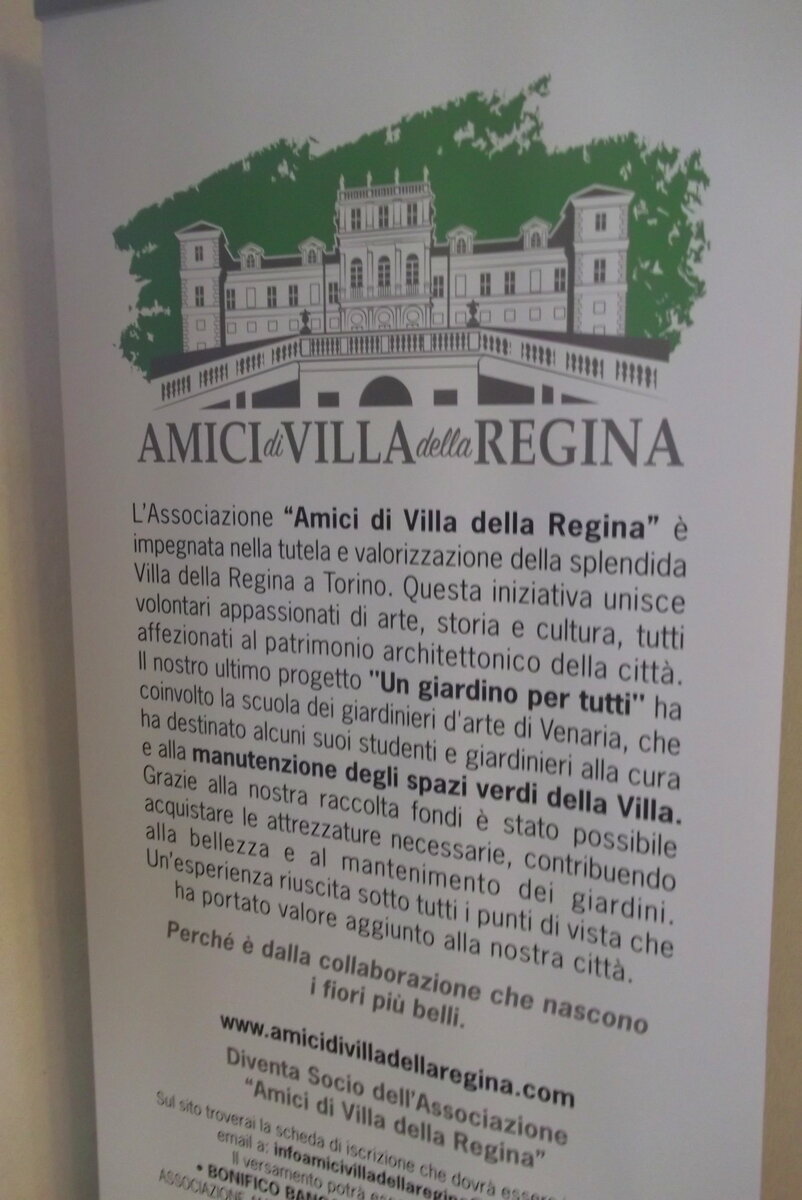 AMICI di VILLA della REGINA
L'Associazione “Amici di Villa della Regina” è
impegnata nella tutela e valorizzazione della splendida
Villa della Regina a Torino. Questa iniziativa unisce
volontari appassionati di arte, storia e cultura, tutti
affezionati al patrimonio architettonico della città.
Il nostro ultimo progetto "Un giardino per tutti" ha
coinvolto la scuola dei giardinieri d'arte di Venaria, che
ha destinato alcuni suoi studenti e giardinieri alla cura
e alla manutenzione degli spazi verdi della Villa.
Grazie alla nostra raccolta fondi è stato possibile
acquistare le attrezzature necessarie, contribuendo
alla bellezza e al mantenimento dei giardini.
Un'esperienza riuscita sotto tutti i punti di vista che
ha portato valore aggiunto alla nostra città.
Perché è dalla collaborazione che nascono
i fiori più belli.
www.amicidivilladellaregina.com
Diventa Socio dell'Associazione
“Amici di Villa della Regina”
Sul sito troverai la scheda di iscrizione che dovrà
email a: infoamicivilladellaregina
Il versamento potrà
• BONIFICO
ASSOCIAZIONE